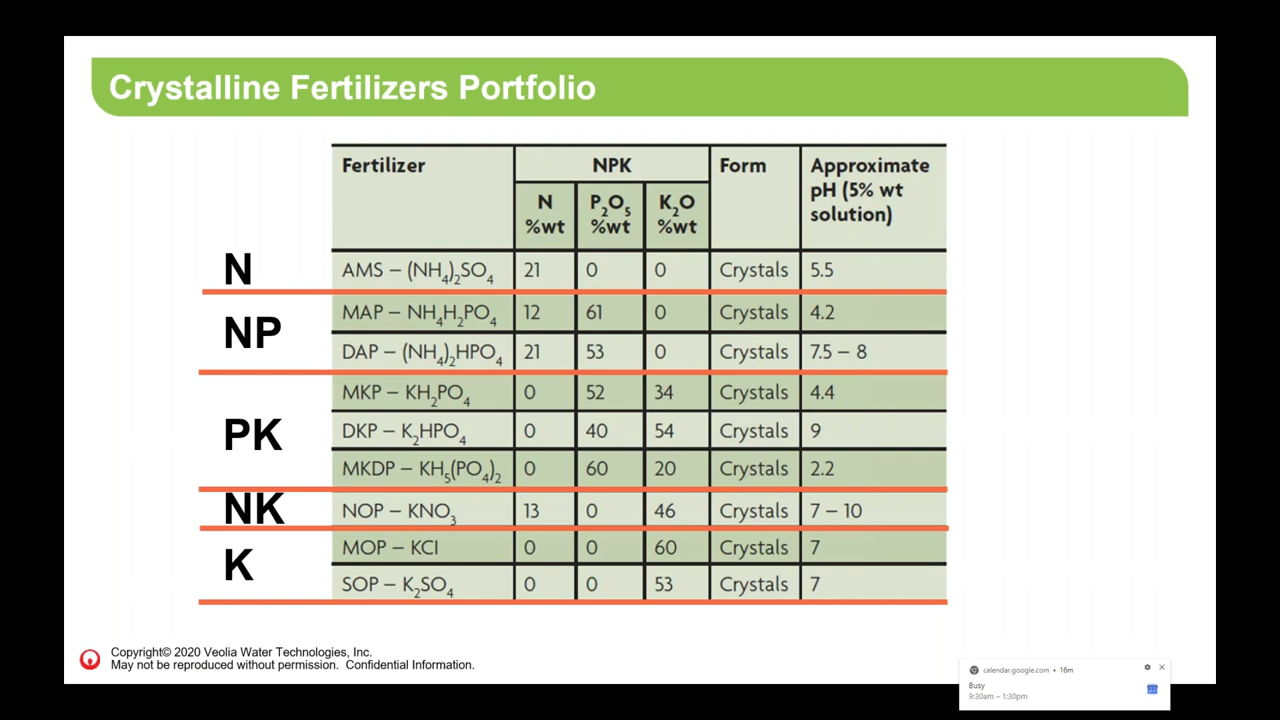 Crystalline Fertilizers Portfolio
Fertilizer NPK Form Approximate pH (5% wt solution)
N %wt P₂O₅ %wt K₂O %wt
N
AMS – (NH₄)₂SO₄ 21 0 0 Crystals 5.5
NP
MAP – NH₄H₂PO₄ 12 61 0 Crystals 4.2
DAP – (NH₄)₂HPO₄ 21 53 0 Crystals 7.5 – 8
PK
MKP – KH₂PO₄ 0 52 34 Crystals 4.4
DKP – K₂HPO₄ 0 40 54 Crystals 9
MKDP – KH₅(PO₄)₂ 0 60 20 Crystals 2.2
NK
NOP – KNO₃ 13 0 46 Crystals 7 – 10
K
MOP – KCl 0 0 60 Crystals 7
SOP – K₂SO₄ 0 0 53 Crystals 7
Copyright© 2020 Veolia Water Technologies, Inc.
May not be reproduced without permission. Confidential Information.
calendar.google.com • 16m
Busy
9:30am – 1:30pm